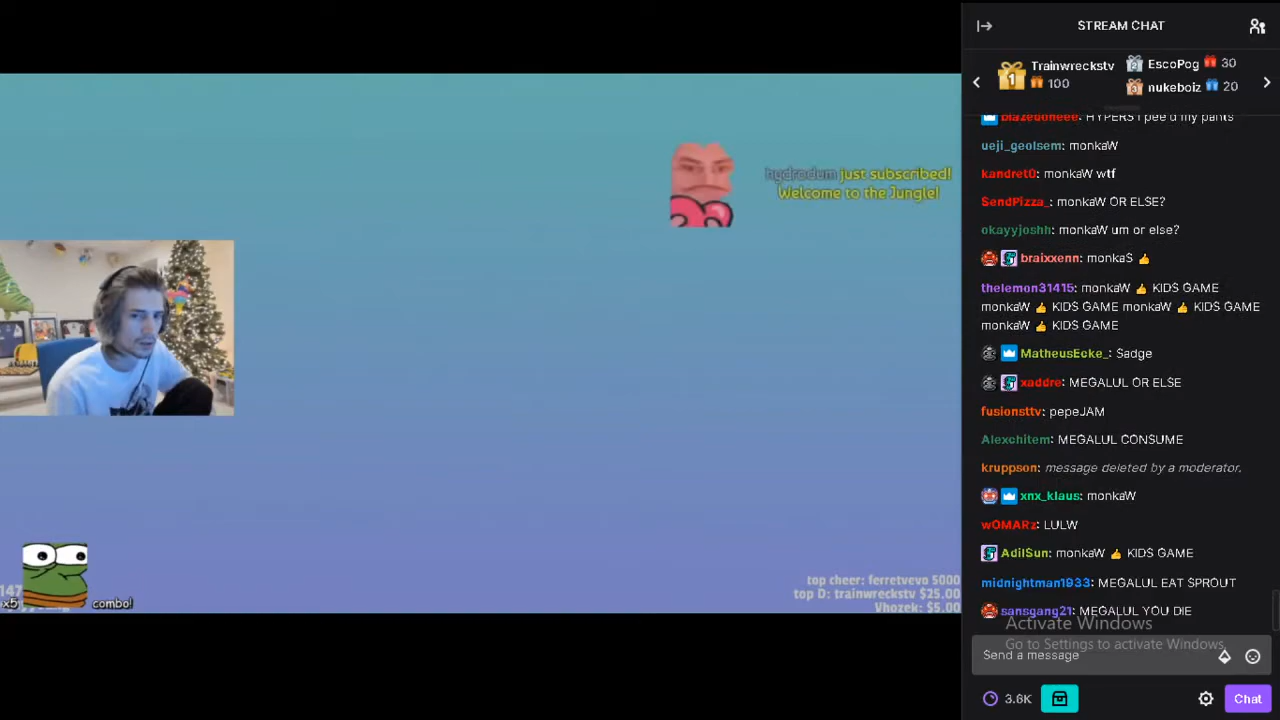 hydrodum just subscribed!
Welcome to the Jungle!
147
x5 combo!
top cheer: ferretvevo 5000
top D: trainwreckstv $25.00
Vhozek: $5.00
STREAM CHAT
Trainwreckstv
100
EscoPog 30
nukeboiz 20
blazedoneee: HYPERS I pee'd my pants
ueji_geolsem: monkaW
kandret0: monkaW wtf
SendPizza_: monkaW OR ELSE?
okayyjoshh: monkaW um or else?
braixxenn: monkaS 👍
thelemon31415: monkaW 👍 KIDS GAME
monkaW 👍 KIDS GAME monkaW 👍 KIDS GAME
monkaW 👍 KIDS GAME
MatheusEcke_: Sadge
xaddre: MEGALUL OR ELSE
fusionsttv: pepeJAM
Alexchitem: MEGALUL CONSUME
kruppson: message deleted by a moderator.
xnx_klaus: monkaW
wOMARz: LULW
AdilSun: monkaW 👍 KIDS GAME
midnightman1933: MEGALUL EAT SPROUT
sansgang21: MEGALUL YOU DIE
Activate Windows
Go to Settings to activate Windows.
Send a message
3.6K
Chat